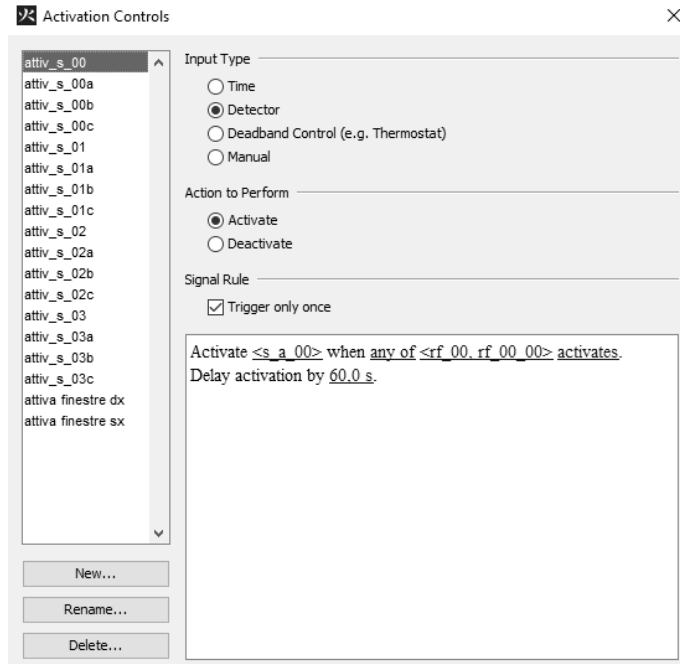 Activation Controls
attiv_s_00
attiv_s_00a
attiv_s_00b
attiv_s_00c
attiv_s_01
attiv_s_01a
attiv_s_01b
attiv_s_01c
attiv_s_02
attiv_s_02a
attiv_s_02b
attiv_s_02c
attiv_s_03
attiv_s_03a
attiv_s_03b
attiv_s_03c
attiva finestre dx
attiva finestre sx
New...
Rename...
Delete...
Input Type
Time
Detector
Deadband Control (e.g. Thermostat)
Manual
Action to Perform
Activate
Deactivate
Signal Rule
Trigger only once
Activate <s_a_00> when any of <rf_00, rf_00_00> activates.
Delay activation by 60,0 s.